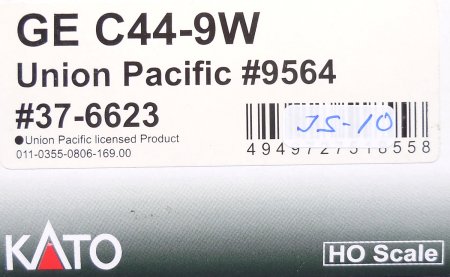 GE C44-9W
Union Pacific #9564
#37-6623
JS-10
●Union Pacific licensed Product
011-0355-0806-169.00
KATO
HO Scale